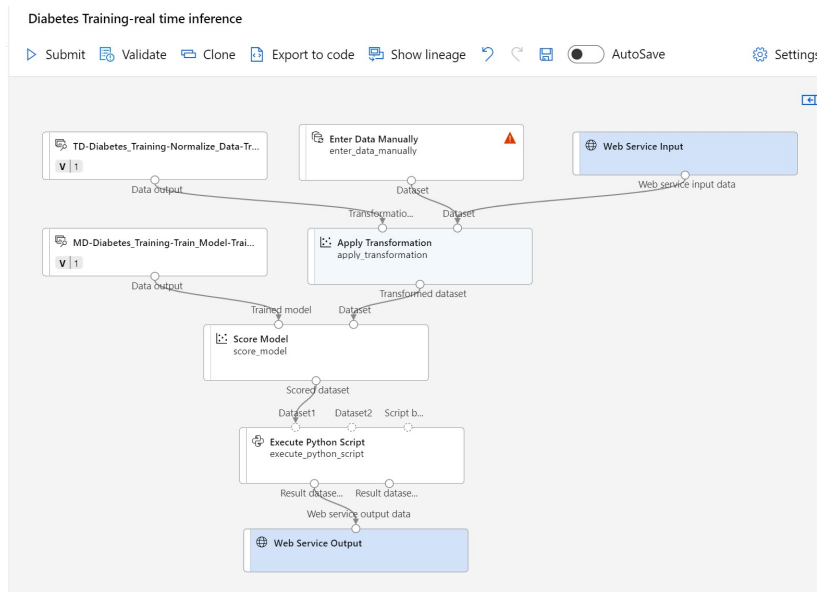 Diabetes Training-real time inference
Submit Validate Clone Export to code Show lineage AutoSave Settings
TD-Diabetes_Training-Normalize_Data-Tr...
V 1
Data output
Enter Data Manually
enter_data_manually
Dataset
Web Service Input
Web service input data
Transformatio... Dataset
MD-Diabetes_Training-Train_Model-Trai...
V 1
Data output
Apply Transformation
apply_transformation
Transformed dataset
Trained model Dataset
Score Model
score_model
Scored dataset
Dataset1 Dataset2 Script b...
Execute Python Script
execute_python_script
Result datase... Result datase...
Web service output data
Web Service Output